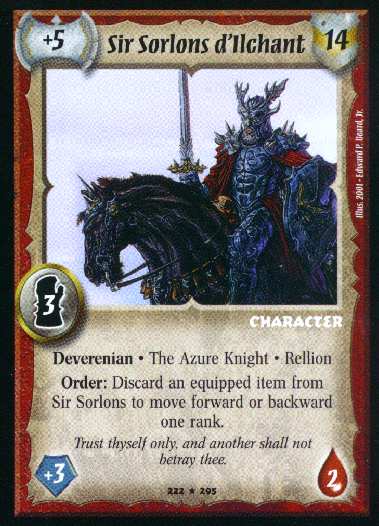 +5
Sir Sorlons d'Ilchant
14
Illus. 2001 - Edward P. Beard, Jr.
3
CHARACTER
Deverenian • The Azure Knight • Rellion
Order: Discard an equipped item from
Sir Sorlons to move forward or backward
one rank.
Trust thyself only, and another shall not
betray thee.
+3
222 ★ 295
2